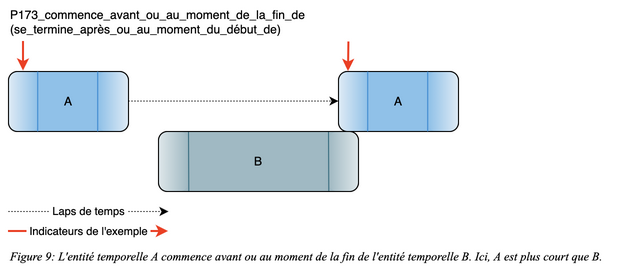 P173_commence_avant_ou_au_moment_de_la_fin_de
(se_termine_après_ou_au_moment_du_début_de)
A
A
B
Laps de temps
Indicateurs de l'exemple
Figure 9: L'entité temporelle A commence avant ou au moment de la fin de l'entité temporelle B. Ici, A est plus court que B.